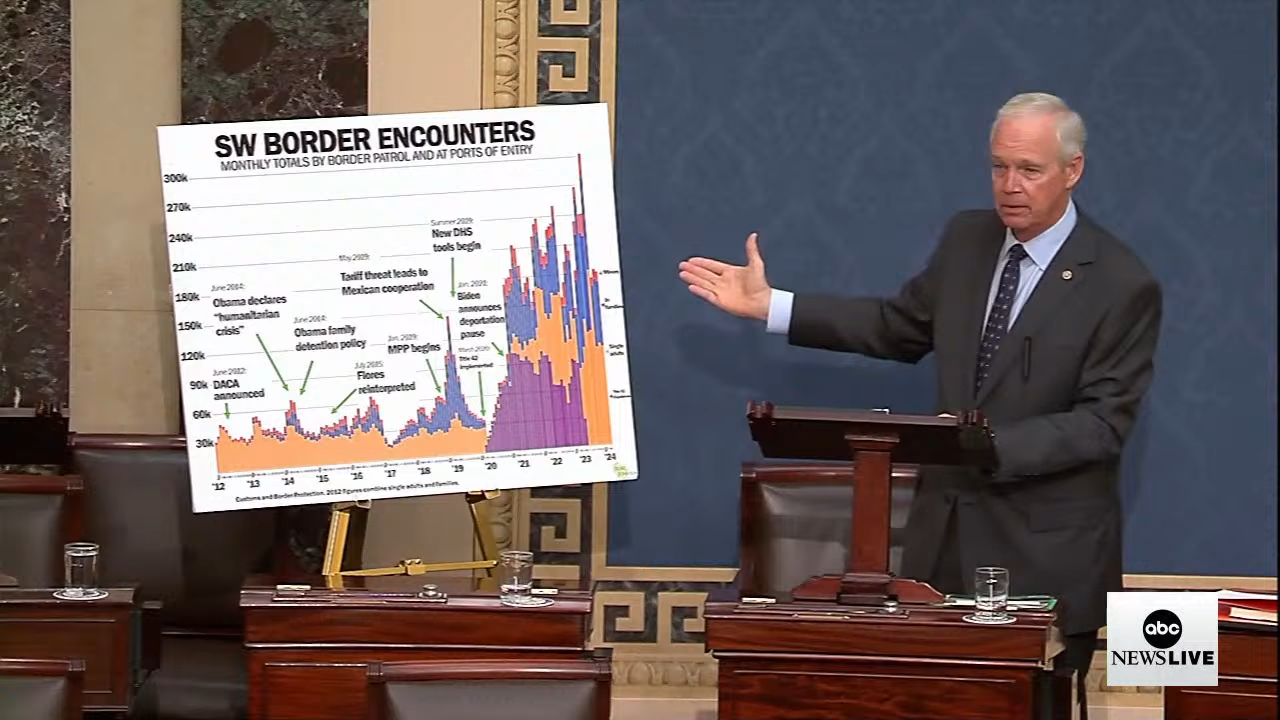 SW BORDER ENCOUNTERS
MONTHLY TOTALS BY BORDER PATROL AND AT PORTS OF ENTRY
300k
270k
240k
210k
180k
150k
120k
90k
60k
30k
June 2012:
DACA
announced
June 2014:
Obama declares
"humanitarian
crisis"
June 2014:
Obama family
detention policy
July 2015:
Flores
reinterpreted
Jan. 2019:
MPP begins
May 2019:
Tariff threat leads to
Mexican cooperation
Summer 2019:
New DHS
tools begin
March 2020:
Title 42
implemented
Jan. 2021:
Biden
announces
deportation
pause
Single
adults
'12 '13 '14 '15 '16 '17 '18 '19 '20 '21 '22 '23 '24
Customs and Border Protection. 2012 figures combine single adults and families.
abc
NEWS LIVE